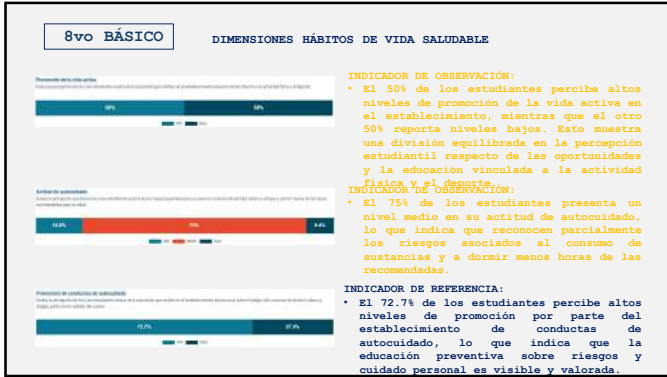 8vo BÁSICO
DIMENSIONES HÁBITOS DE VIDA SALUDABLE
Promoción de la vida activa
50%
50%
INDICADOR DE OBSERVACIÓN:
• El 50% de los estudiantes percibe altos
niveles de promoción de la vida activa en
el establecimiento, mientras que el otro
50% reporta niveles bajos. Esto muestra
una división equilibrada en la percepción
estudiantil respecto de las oportunidades
y la educación vinculada a la actividad
física y el deporte.
Actitud de autocuidado
75%
INDICADOR DE OBSERVACIÓN:
• El 75% de los estudiantes presenta un
nivel medio en su actitud de autocuidado,
lo que indica que reconocen parcialmente
los riesgos asociados al consumo de
sustancias y a dormir menos horas de las
recomendadas.
Promoción de conductas de autocuidado
72.7%
27.3%
INDICADOR DE REFERENCIA:
• El 72.7% de los estudiantes percibe altos
niveles de promoción por parte del
establecimiento de conductas de
autocuidado, lo que indica que la
educación preventiva sobre riesgos y
cuidado personal es visible y valorada.